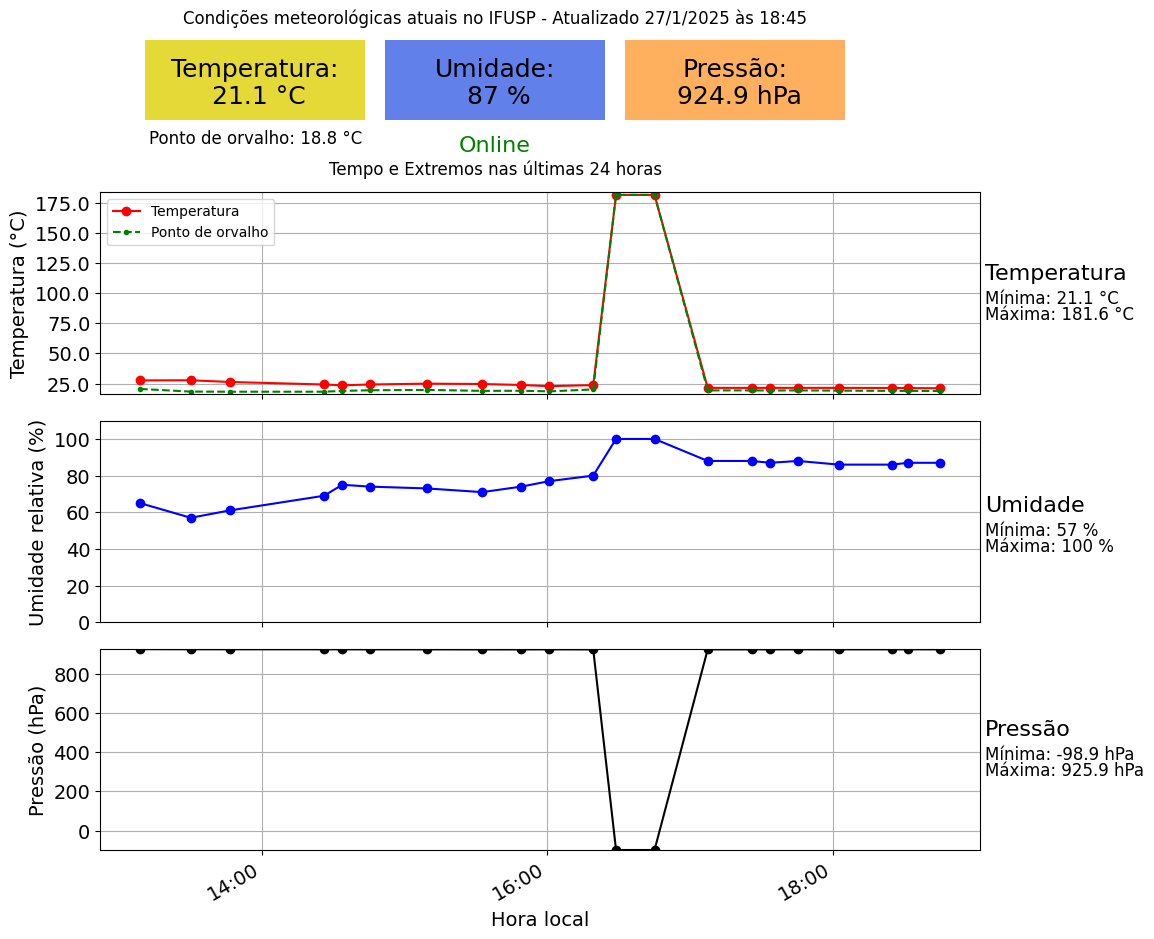 Condições meteorológicas atuais no IFUSP - Atualizado 27/1/2025 às 18:45
Temperatura:
21.1 °C
Umidade:
87 %
Pressão:
924.9 hPa
Ponto de orvalho: 18.8 °C
Online
Tempo e Extremos nas últimas 24 horas
Temperatura (°C)
175.0
150.0
125.0
100.0
75.0
50.0
25.0
Temperatura
Ponto de orvalho
Temperatura
Mínima: 21.1 °C
Máxima: 181.6 °C
Umidade relativa (%)
100
80
60
40
20
0
Umidade
Mínima: 57 %
Máxima: 100 %
Pressão (hPa)
800
600
400
200
0
Pressão
Mínima: -98.9 hPa
Máxima: 925.9 hPa
14:00
16:00
18:00
Hora local